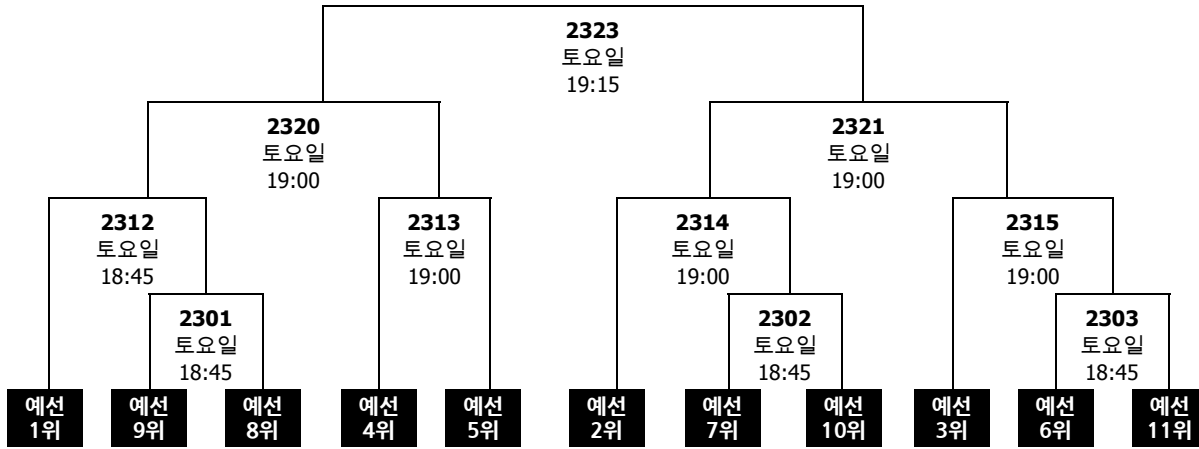 2323
토요일
19:15
2320
토요일
19:00
2321
토요일
19:00
2312
토요일
18:45
2313
토요일
19:00
2314
토요일
19:00
2315
토요일
19:00
2301
토요일
18:45
2302
토요일
18:45
2303
토요일
18:45
예선
1위
예선
9위
예선
8위
예선
4위
예선
5위
예선
2위
예선
7위
예선
10위
예선
3위
예선
6위
예선
11위